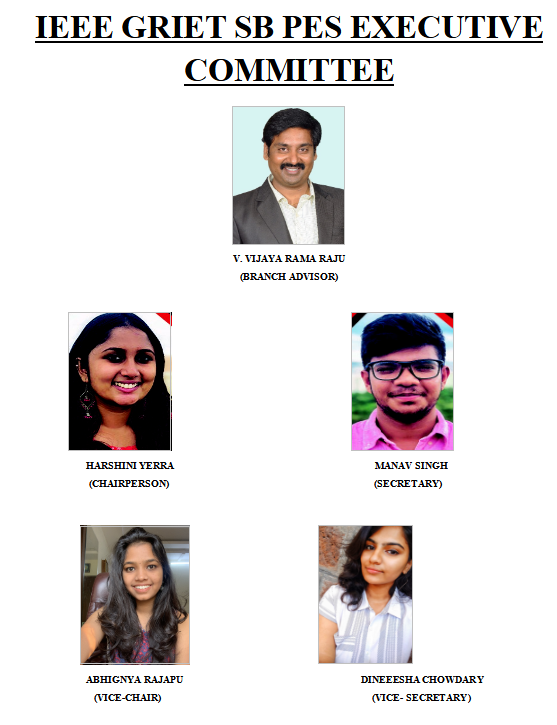 IEEE GRIET SB PES EXECUTIVE
COMMITTEE
V. VIJAYA RAMA RAJU
(BRANCH ADVISOR)
HARSHINI YERRA
(CHAIRPERSON)
MANAV SINGH
(SECRETARY)
ABHIGNYA RAJAPU
(VICE-CHAIR)
DINEEESHA CHOWDARY
(VICE- SECRETARY)